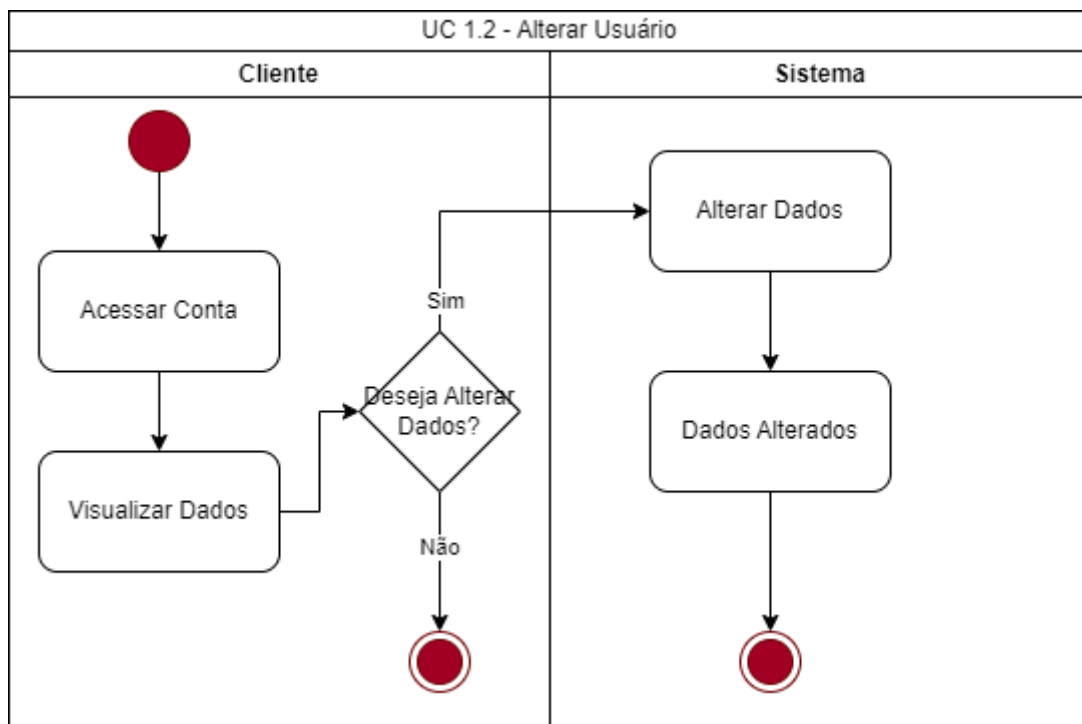 UC 1.2 - Alterar Usuário
Cliente
Sistema
Acessar Conta
Visualizar Dados
Deseja Alterar
Dados?
Sim
Não
Alterar Dados
Dados Alterados